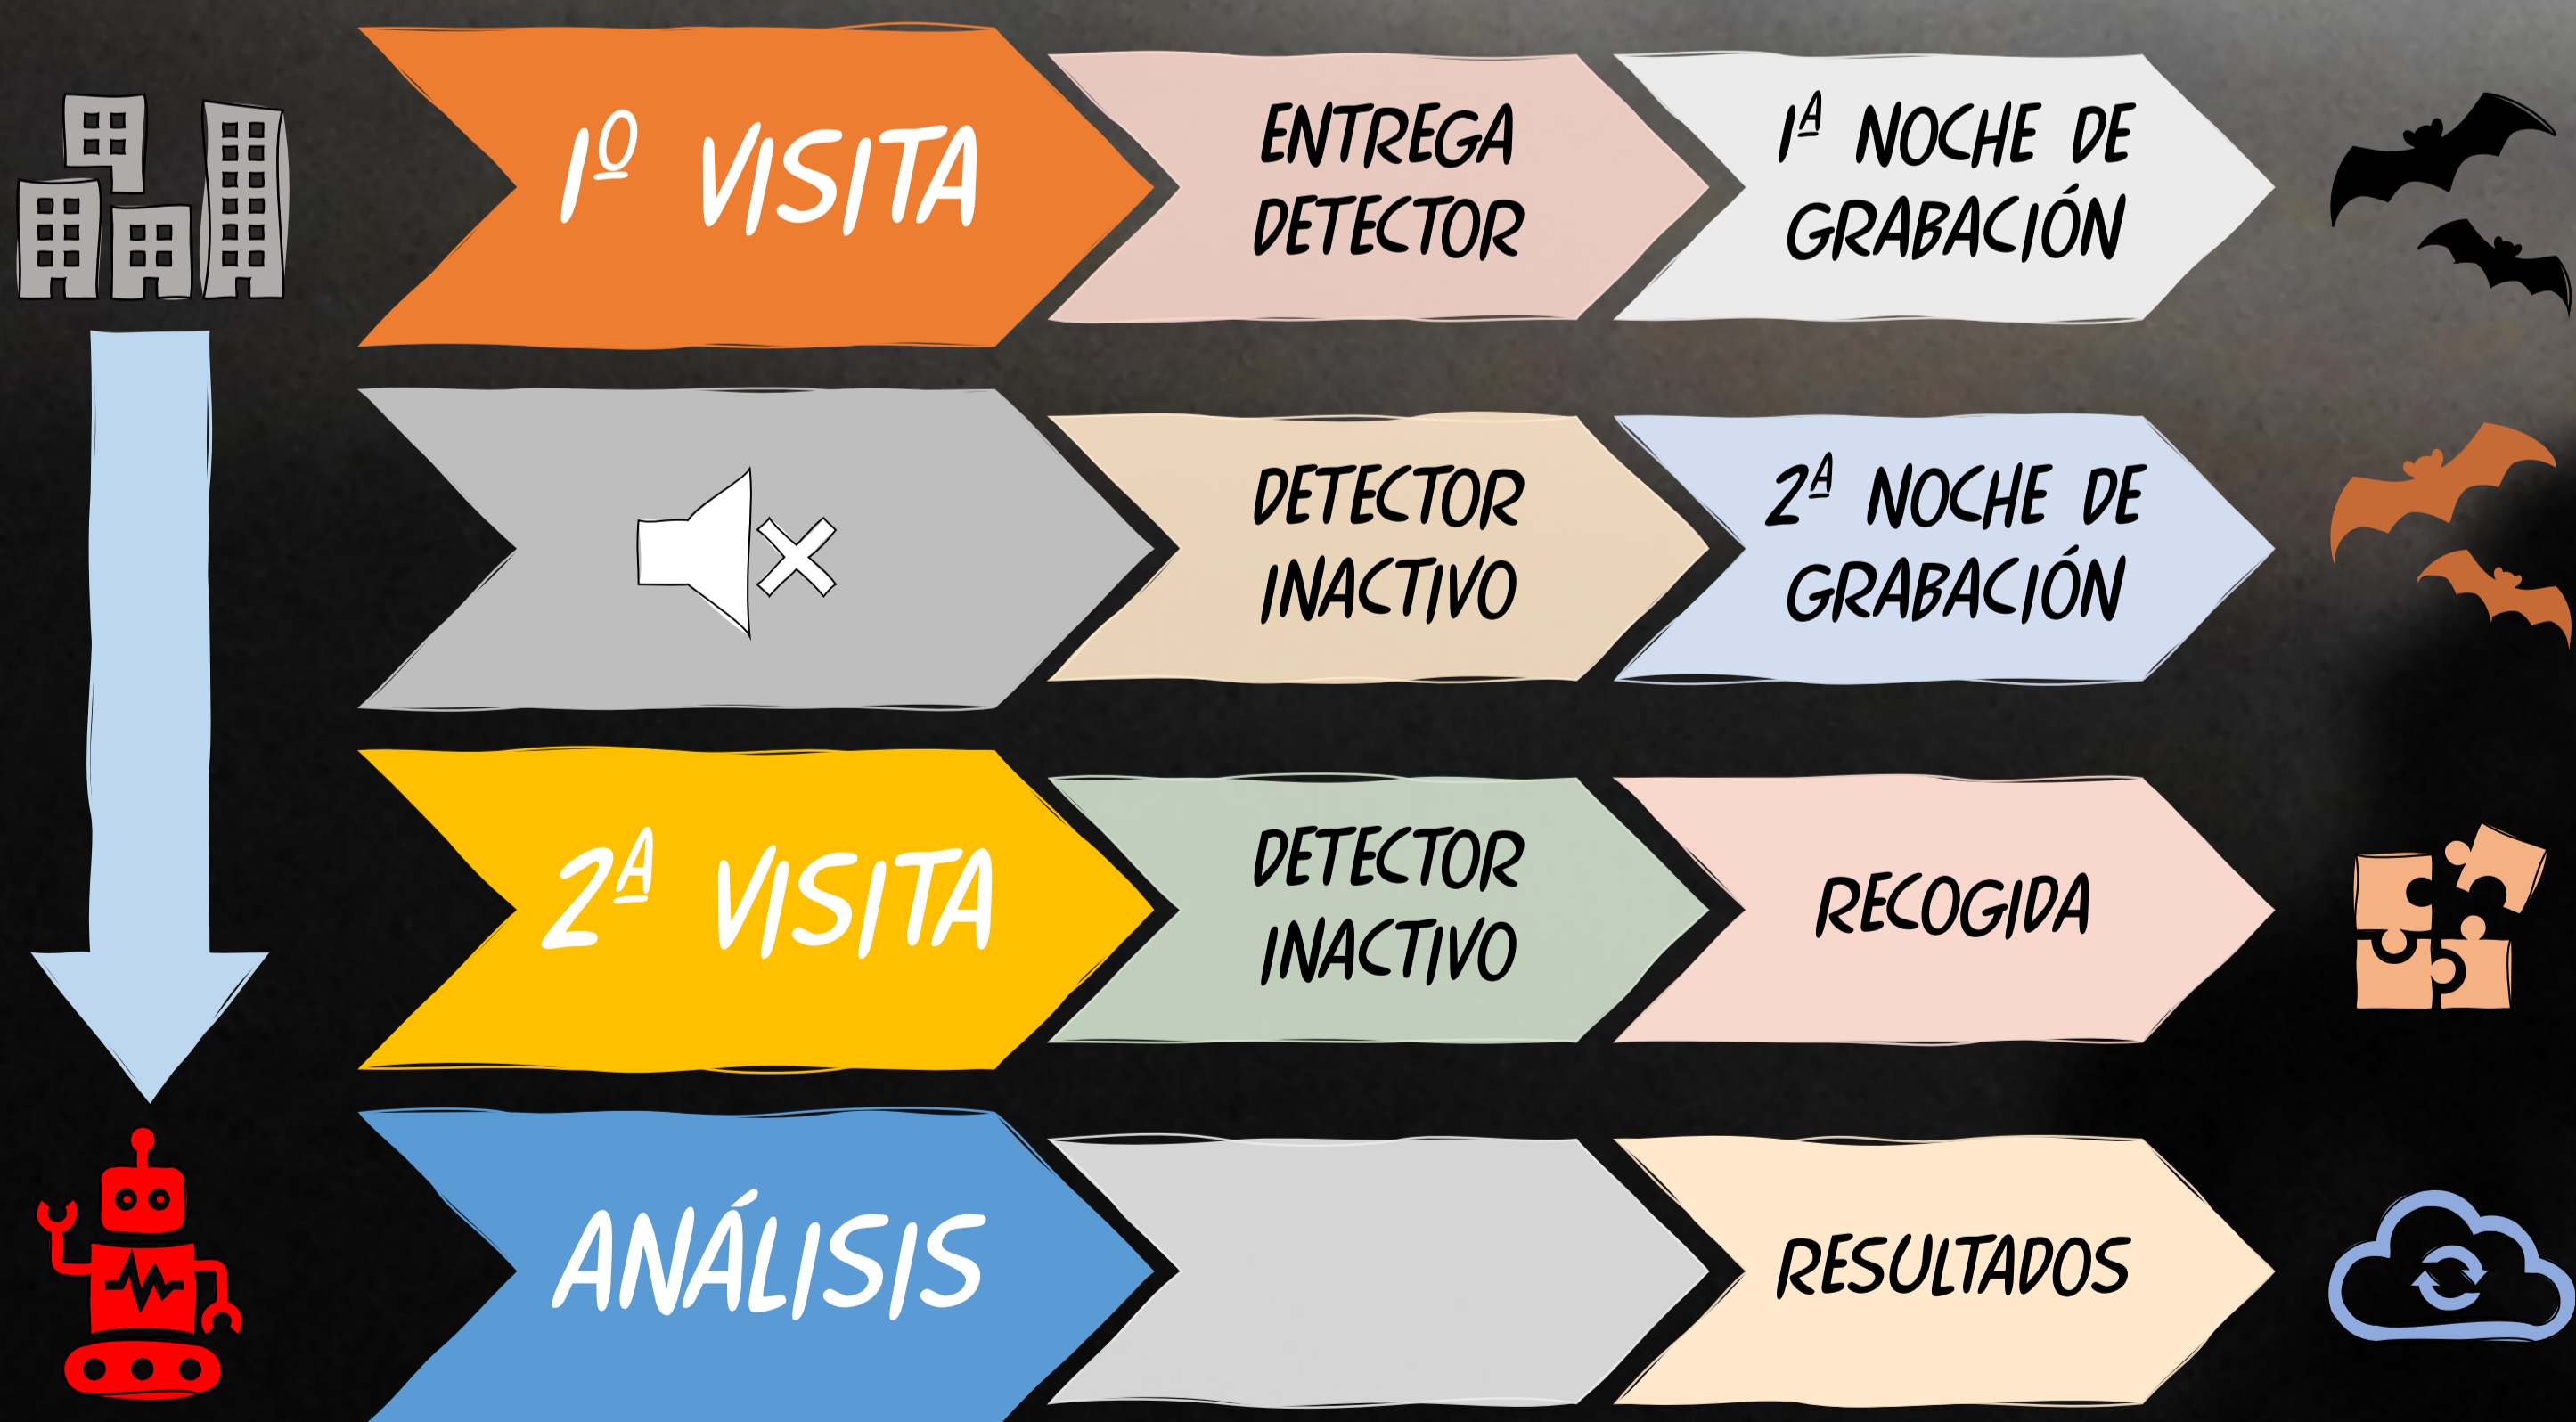 1º VISITA
ENTREGA
DETECTOR
1ª NOCHE DE
GRABACIÓN
DETECTOR
INACTIVO
2ª NOCHE DE
GRABACIÓN
2ª VISITA
DETECTOR
INACTIVO
RECOGIDA
ANÁLISIS
RESULTADOS